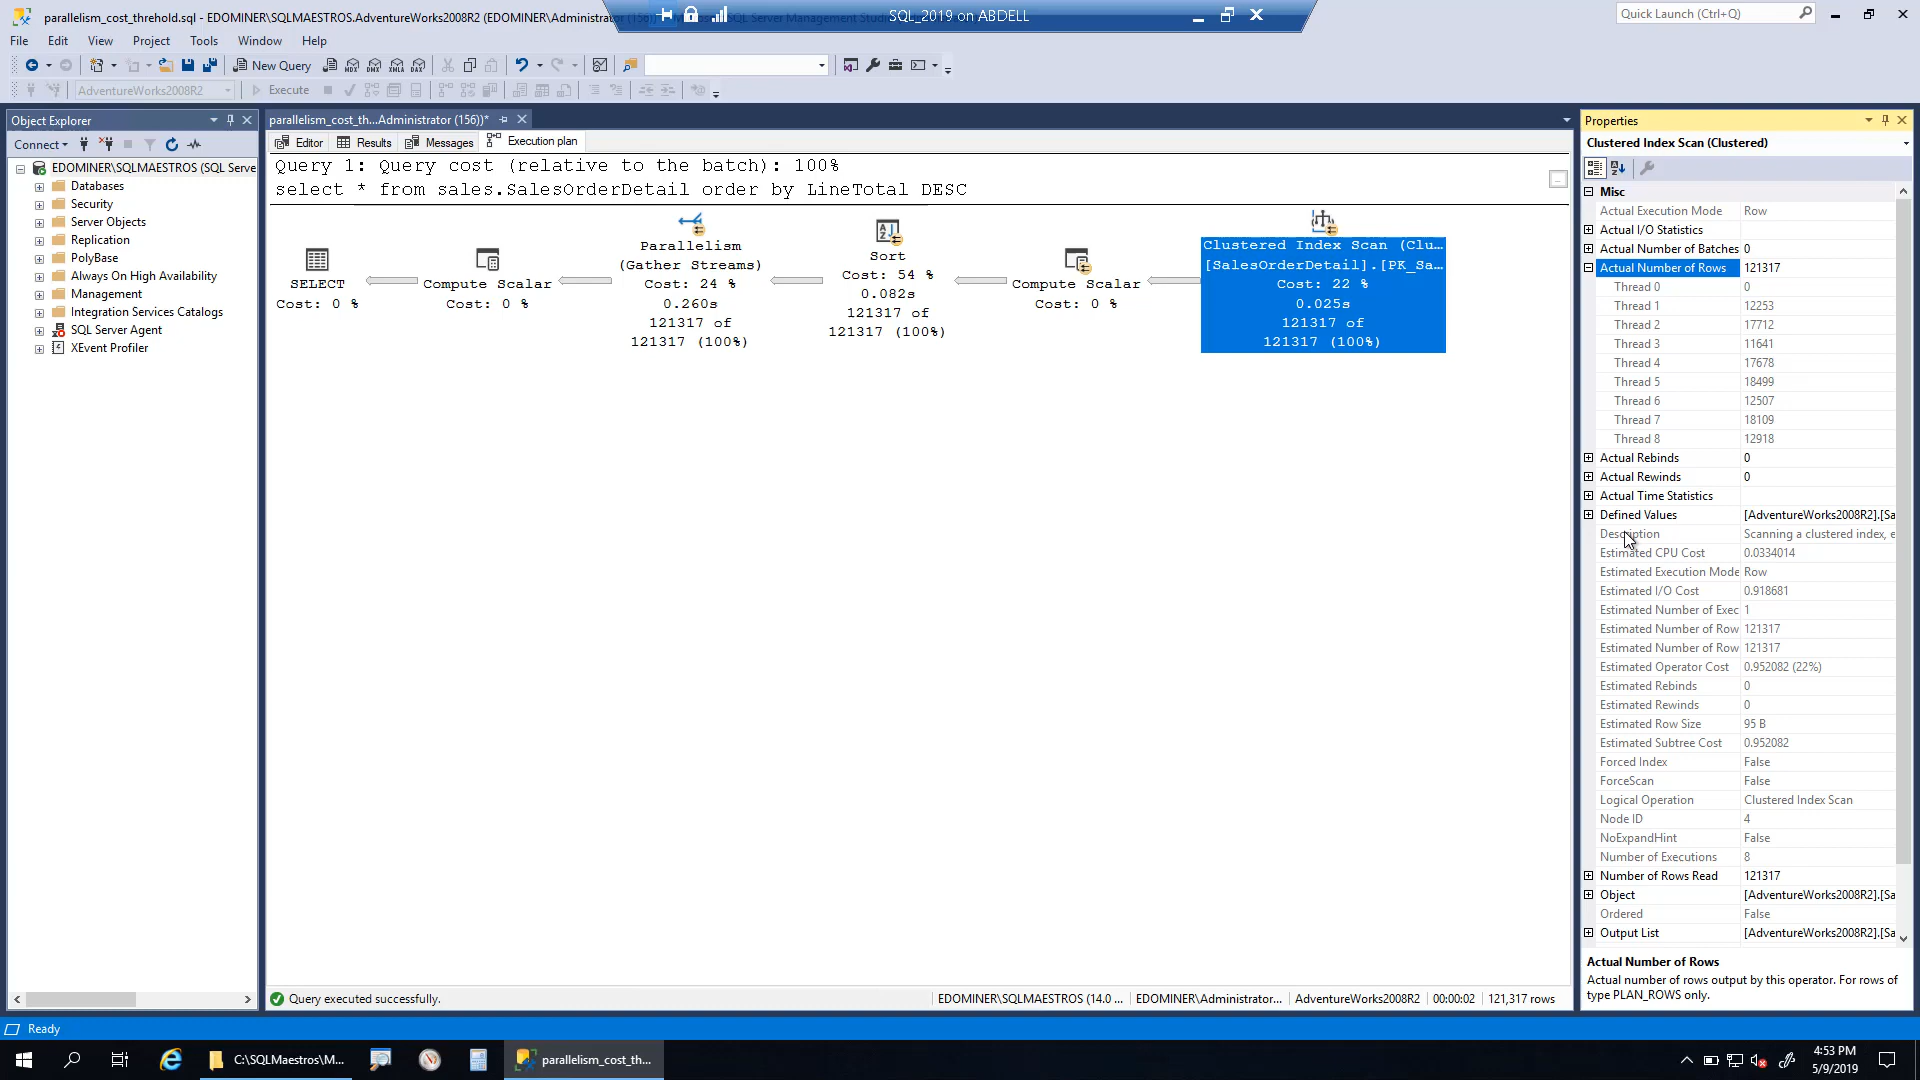 parallelism_cost_threhold.sql - EDOMINER\SQLMAESTROS.AdventureWorks2008R2 (EDOMINER\Administrator (156))*
SQL_2019 on ABDELL
Quick Launch (Ctrl+Q)
File Edit View Project Tools Window Help
New Query
AdventureWorks2008R2
Execute
Object Explorer
Connect
EDOMINER\SQLMAESTROS (SQL Serve
Databases
Security
Server Objects
Replication
PolyBase
Always On High Availability
Management
Integration Services Catalogs
SQL Server Agent
XEvent Profiler
parallelism_cost_th...Administrator (156))*
Editor Results Messages Execution plan
Query 1: Query cost (relative to the batch): 100%
select * from sales.SalesOrderDetail order by LineTotal DESC
SELECT
Cost: 0 %
Compute Scalar
Cost: 0 %
Parallelism
(Gather Streams)
Cost: 24 %
0.260s
121317 of
121317 (100%)
Sort
Cost: 54 %
0.082s
121317 of
121317 (100%)
Compute Scalar
Cost: 0 %
Clustered Index Scan (Clu...
[SalesOrderDetail].[PK_Sa...
Cost: 22 %
0.025s
121317 of
121317 (100%)
Query executed successfully.
EDOMINER\SQLMAESTROS (14.0 ...
EDOMINER\Administrator...
AdventureWorks2008R2
00:00:02
121,317 rows
Properties
Clustered Index Scan (Clustered)
Misc
Actual Execution Mode Row
Actual I/O Statistics
Actual Number of Batches 0
Actual Number of Rows 121317
Thread 0 0
Thread 1 12253
Thread 2 17712
Thread 3 11641
Thread 4 17678
Thread 5 18499
Thread 6 12507
Thread 7 18109
Thread 8 12918
Actual Rebinds 0
Actual Rewinds 0
Actual Time Statistics
Defined Values [AdventureWorks2008R2].[Sa
Description Scanning a clustered index, e
Estimated CPU Cost 0.0334014
Estimated Execution Mode Row
Estimated I/O Cost 0.918681
Estimated Number of Exec 1
Estimated Number of Row 121317
Estimated Number of Row 121317
Estimated Operator Cost 0.952082 (22%)
Estimated Rebinds 0
Estimated Rewinds 0
Estimated Row Size 95 B
Estimated Subtree Cost 0.952082
Forced Index False
ForceScan False
Logical Operation Clustered Index Scan
Node ID 4
NoExpandHint False
Number of Executions 8
Number of Rows Read 121317
Object [AdventureWorks2008R2].[Sa
Ordered False
Output List [AdventureWorks2008R2].[Sa
Actual Number of Rows
Actual number of rows output by this operator. For rows of
type PLAN_ROWS only.
Ready
C:\SQLMaestros\M...
parallelism_cost_th...
4:53 PM
5/9/2019